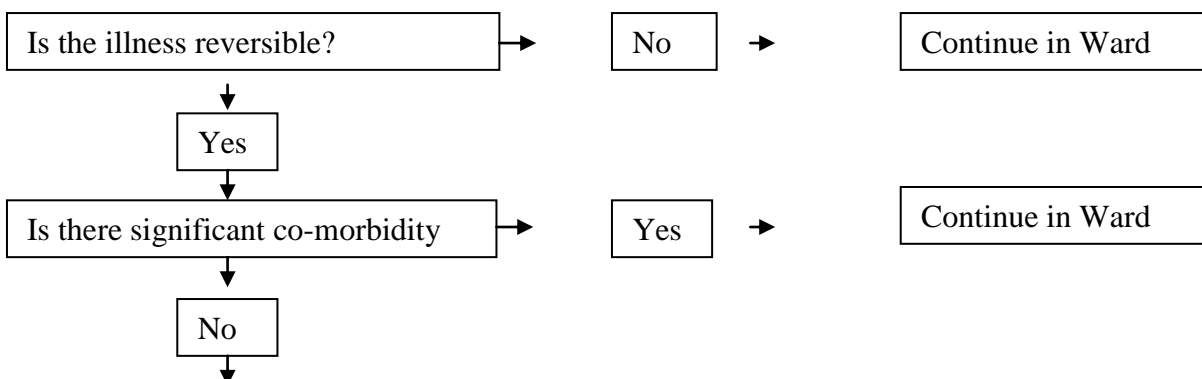 Is the illness reversible?
No
Continue in Ward
Yes
Is there significant co-morbidity
Yes
Continue in Ward
No